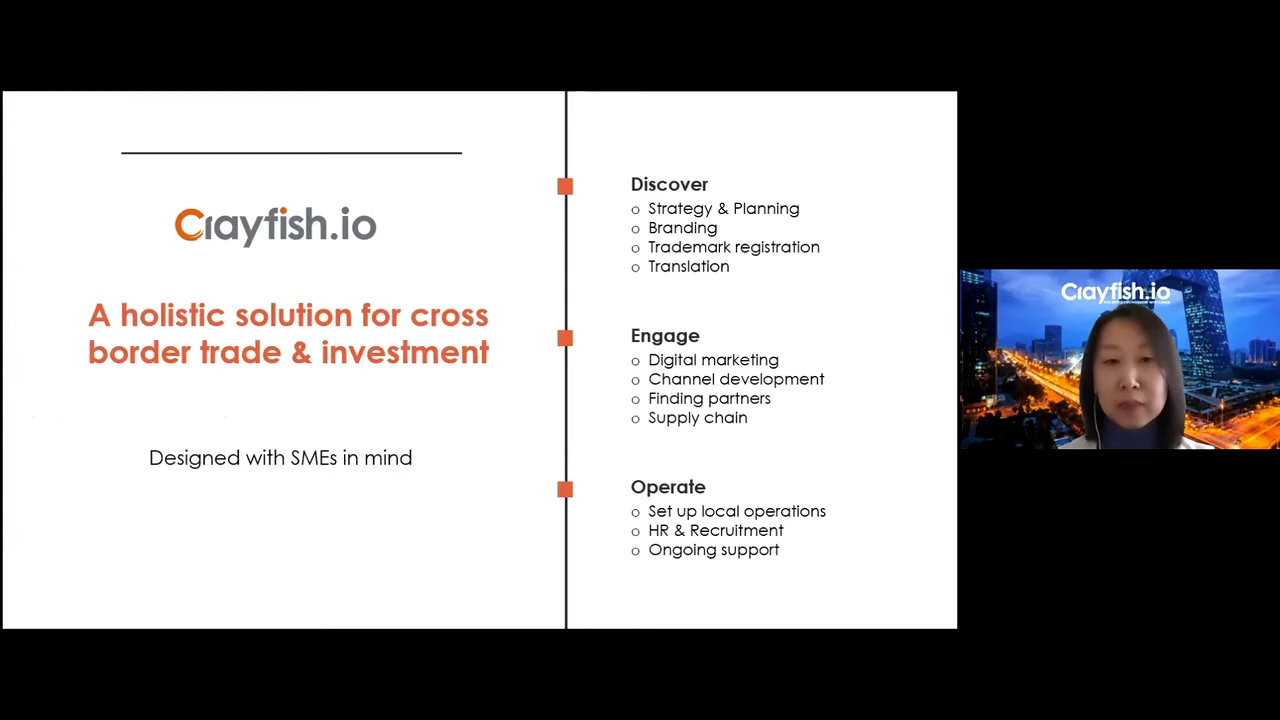 Crayfish.io
A holistic solution for cross
border trade & investment
Designed with SMEs in mind
Discover
o Strategy & Planning
o Branding
o Trademark registration
o Translation
Engage
o Digital marketing
o Channel development
o Finding partners
o Supply chain
Operate
o Set up local operations
o HR & Recruitment
o Ongoing support
Crayfish.io